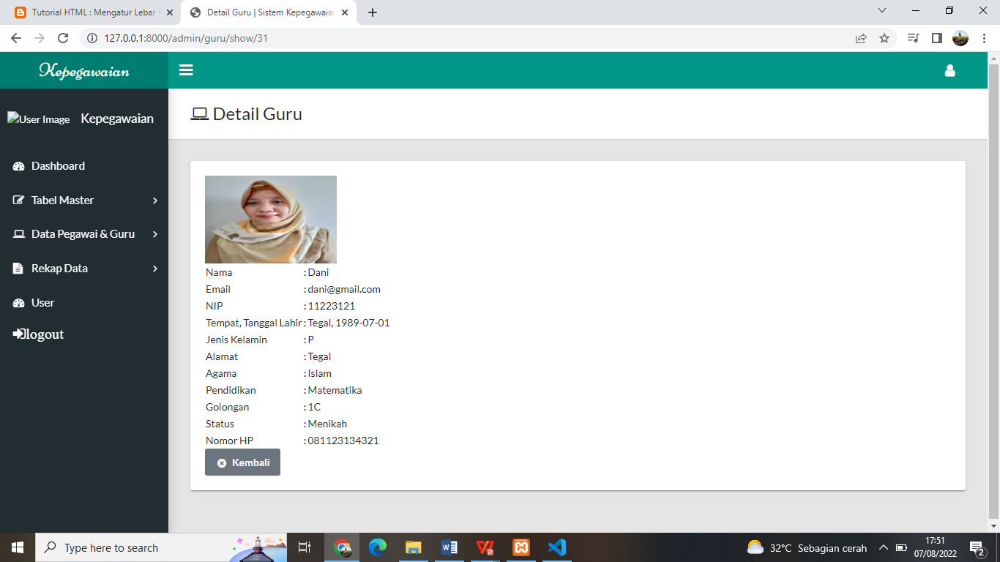 Tutorial HTML : Mengatur Lebar
Detail Guru | Sistem Kepegawaian
127.0.0.1:8000/admin/guru/show/31
Kepegawaian
User Image
Kepegawaian
Detail Guru
Dashboard
Tabel Master
Data Pegawai & Guru
Rekap Data
User
logout
Nama : Dani
Email : dani@gmail.com
NIP : 11223121
Tempat, Tanggal Lahir : Tegal, 1989-07-01
Jenis Kelamin : P
Alamat : Tegal
Agama : Islam
Pendidikan : Matematika
Golongan : 1C
Status : Menikah
Nomor HP : 081123134321
Kembali
Type here to search
32°C Sebagian cerah
17:51
07/08/2022
2